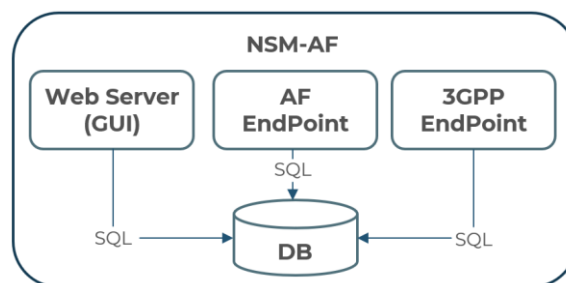 NSM-AF
Web Server
(GUI)
AF
EndPoint
3GPP
EndPoint
SQL
SQL
SQL
DB